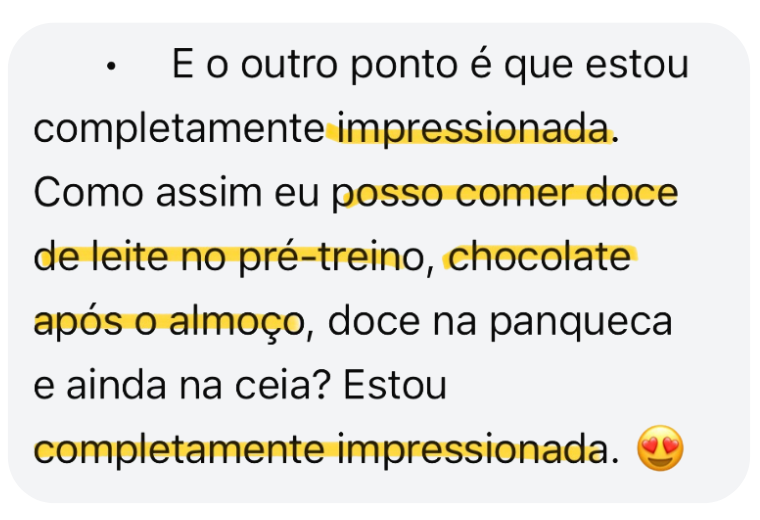 • E o outro ponto é que estou
completamente impressionada.
Como assim eu posso comer doce
de leite no pré-treino, chocolate
após o almoço, doce na panqueca
e ainda na ceia? Estou
completamente impressionada. 😍